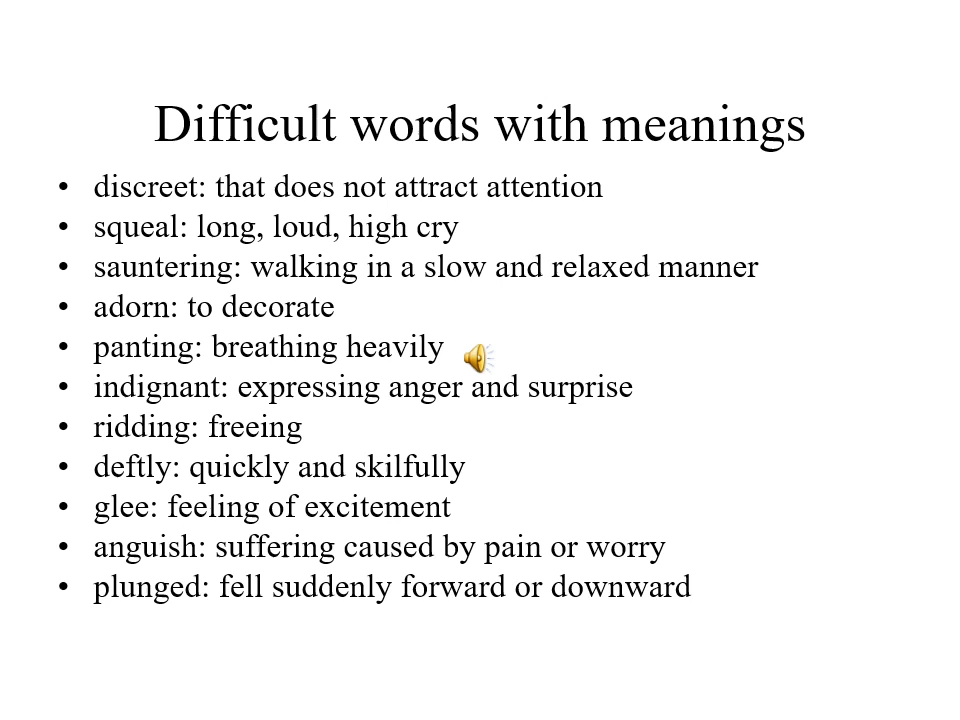 Difficult words with meanings
• discreet: that does not attract attention
• squeal: long, loud, high cry
• sauntering: walking in a slow and relaxed manner
• adorn: to decorate
• panting: breathing heavily
• indignant: expressing anger and surprise
• ridding: freeing
• deftly: quickly and skilfully
• glee: feeling of excitement
• anguish: suffering caused by pain or worry
• plunged: fell suddenly forward or downward